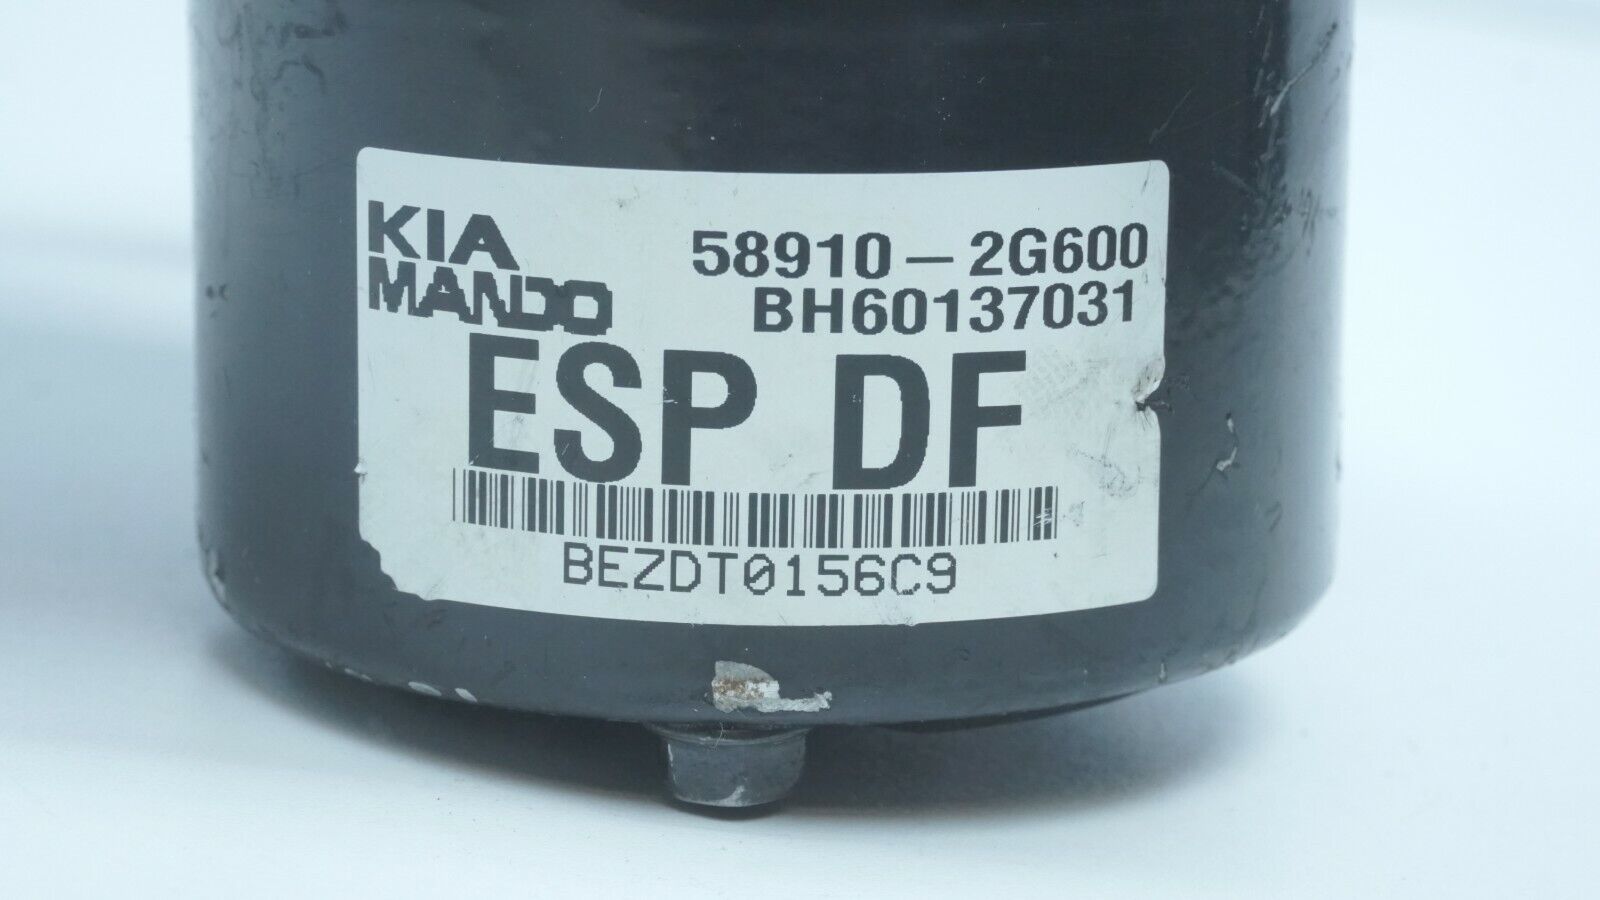 KIA 58910-2G600
MANDO BH60137031
ESP DF
BEZDT0156C9